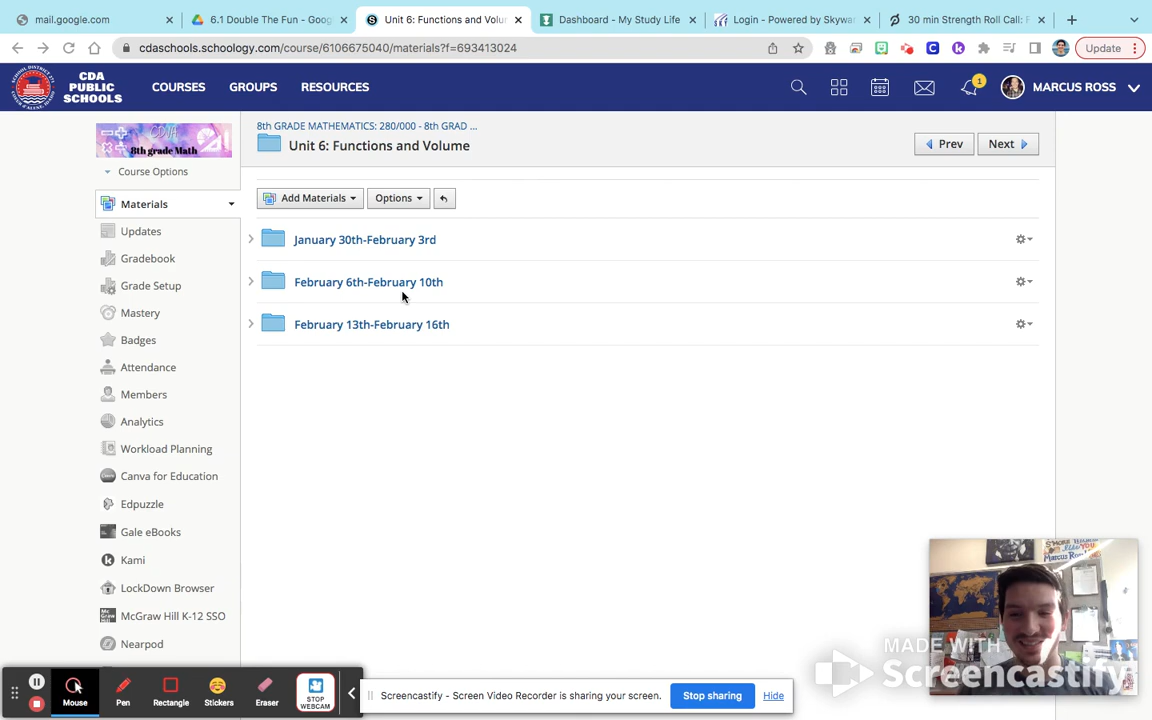 mail.google.com
6.1 Double The Fun - Goog
Unit 6: Functions and Volum
Dashboard - My Study Life
Login - Powered by Skywar
30 min Strength Roll Call: F
cdaschools.schoology.com/course/6106675040/materials?f=693413024
Update
CDA
PUBLIC
SCHOOLS
COURSES
GROUPS
RESOURCES
1
MARCUS ROSS
CDVA
8th grade Math
Course Options
Materials
Updates
Gradebook
Grade Setup
Mastery
Badges
Attendance
Members
Analytics
Workload Planning
Canva for Education
Edpuzzle
Gale eBooks
Kami
LockDown Browser
McGraw Hill K-12 SSO
Nearpod
8th GRADE MATHEMATICS: 280/000 - 8th GRAD ...
Unit 6: Functions and Volume
Prev
Next
Add Materials
Options
January 30th-February 3rd
February 6th-February 10th
February 13th-February 16th
MADE WITH
Screencastify
Mouse
Pen
Rectangle
Stickers
Eraser
STOP
WEBCAM
Screencastify - Screen Video Recorder is sharing your screen.
Stop sharing
Hide